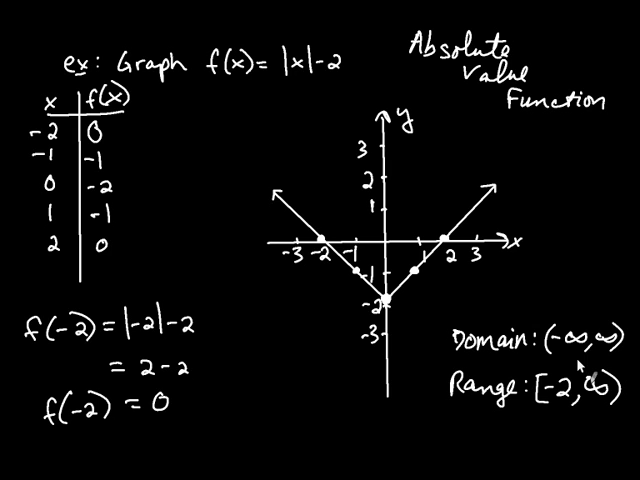 ex: Graph f(x) = |x| - 2
Absolute
Value
Function
x f(x)
-2 0
-1 -1
0 -2
1 -1
2 0
y
3
2
1
-3 -2 -1 1 2 3 x
-1
-2
-3
f(-2) = |-2| - 2
= 2 - 2
f(-2) = 0
Domain: (-∞, ∞)
Range: [-2, ∞)